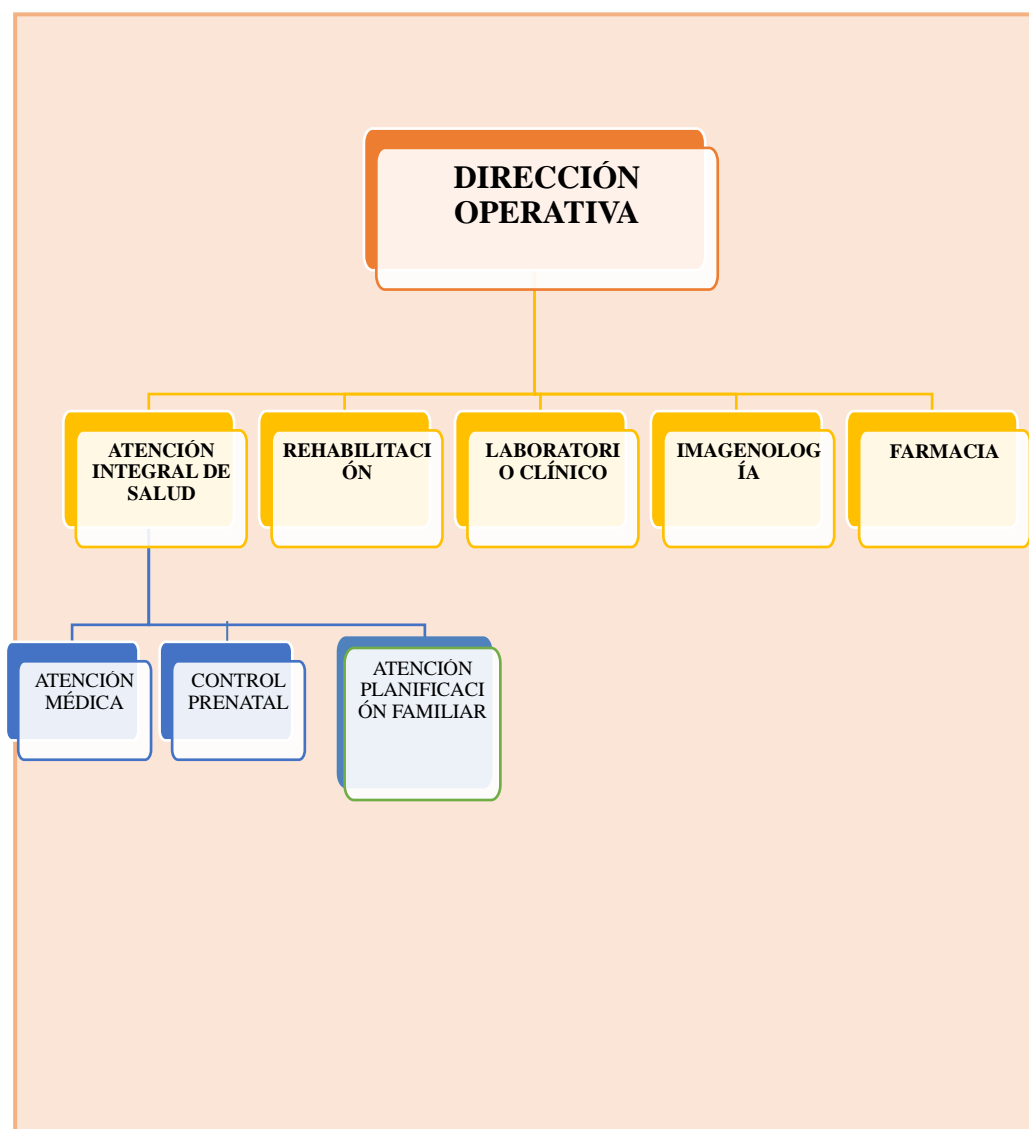 DIRECCIÓN
OPERATIVA
ATENCIÓN
INTEGRAL DE
SALUD
REHABILITACI
ÓN
LABORATORI
O CLÍNICO
IMAGENOLOG
ÍA
FARMACIA
ATENCIÓN
MÉDICA
CONTROL
PRENATAL
ATENCIÓN
PLANIFICACI
ÓN FAMILIAR